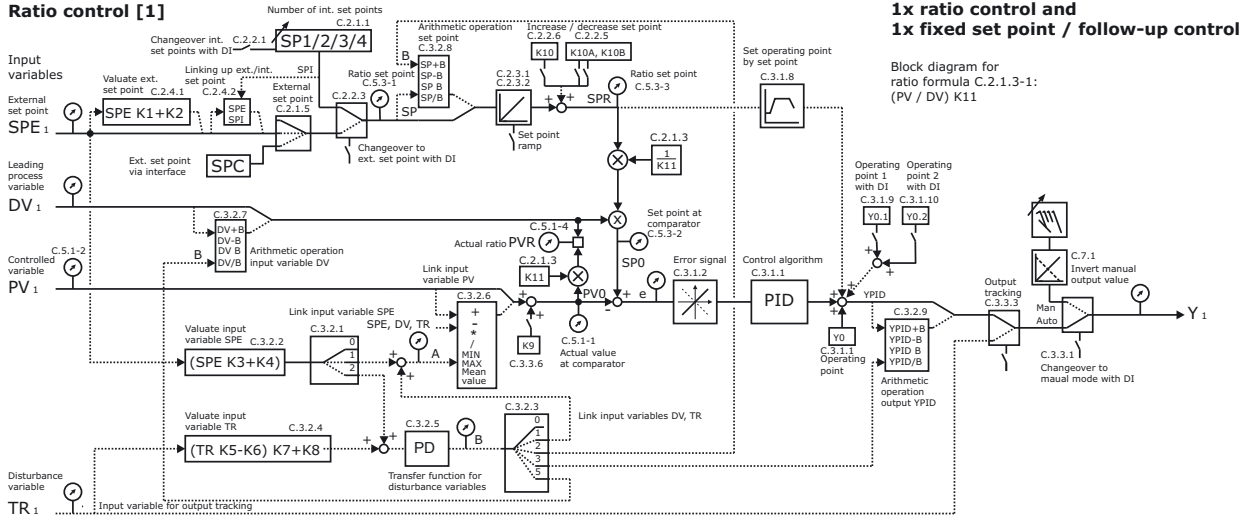 Ratio control [1]
1x ratio control and
1x fixed set point / follow-up control
Block diagram for
ratio formula C.2.1.3-1:
(PV / DV) K11
Number of int. set points
C.2.1.1
Changeover int.
set points with DI
C.2.2.1
SP1/2/3/4
Input
variables
Valuate ext.
set point
C.2.4.1
Linking up ext./int.
set point
C.2.4.2
SPI
External
set point
SPE 1
SPE K1+K2
SPE
SPI
External
set point
C.2.1.5
C.2.2.3
Ratio set point
C.5.3-1
SP
Changeover to
ext. set point with DI
Ext. set point
via interface
SPC
Arithmetic operation
set point
C.3.2.8
B
SP+B
SP-B
SP B
SP/B
Increase / decrease set point
C.2.2.6
C.2.2.5
K10
K10A, K10B
C.2.3.1
C.2.3.2
Set point
ramp
+
+
SPR
Ratio set point
C.5.3-3
C.2.1.3
1
K11
Set operating point
by set point
C.3.1.8
Leading
process
variable
DV 1
C.3.2.7
DV+B
DV-B
DV B
DV/B
B
Arithmetic operation
input variable DV
C.5.1-4
Actual ratio PVR
C.2.1.3
K11
Set point at
comparator
C.5.3-2
SP0
Operating
point 1
with DI
C.3.1.9
Operating
point 2
with DI
C.3.1.10
Y0.1
Y0.2
+
+
C.5.1-2
Controlled
variable
PV 1
Link input
variable PV
C.3.2.6
+
-
*
/
MIN
MAX
Mean
value
+
+
K9
C.3.3.6
PV0
C.5.1-1
Actual value
at comparator
+
-
e
Error signal
C.3.1.2
Control algorithm
C.3.1.1
PID
+
+
+
+
Y0
C.3.1.1
Operating
point
YPID
C.3.2.9
YPID+B
YPID-B
YPID B
YPID/B
Arithmetic
operation
output YPID
Output
tracking
C.3.3.3
C.7.1
Invert manual
output value
Man
Auto
C.3.3.1
Changeover to
maual mode with DI
Y 1
Valuate input
variable SPE
C.3.2.2
(SPE K3+K4)
Link input variable SPE
C.3.2.1
0
1
2
SPE, DV, TR
+
+
A
Valuate input
variable TR
C.3.2.4
(TR K5-K6) K7+K8
+
+
C.3.2.5
PD
Transfer function for
disturbance variables
B
C.3.2.3
0
1
2
3
5
Link input variables DV, TR
Disturbance
variable
TR 1
Input variable for output tracking